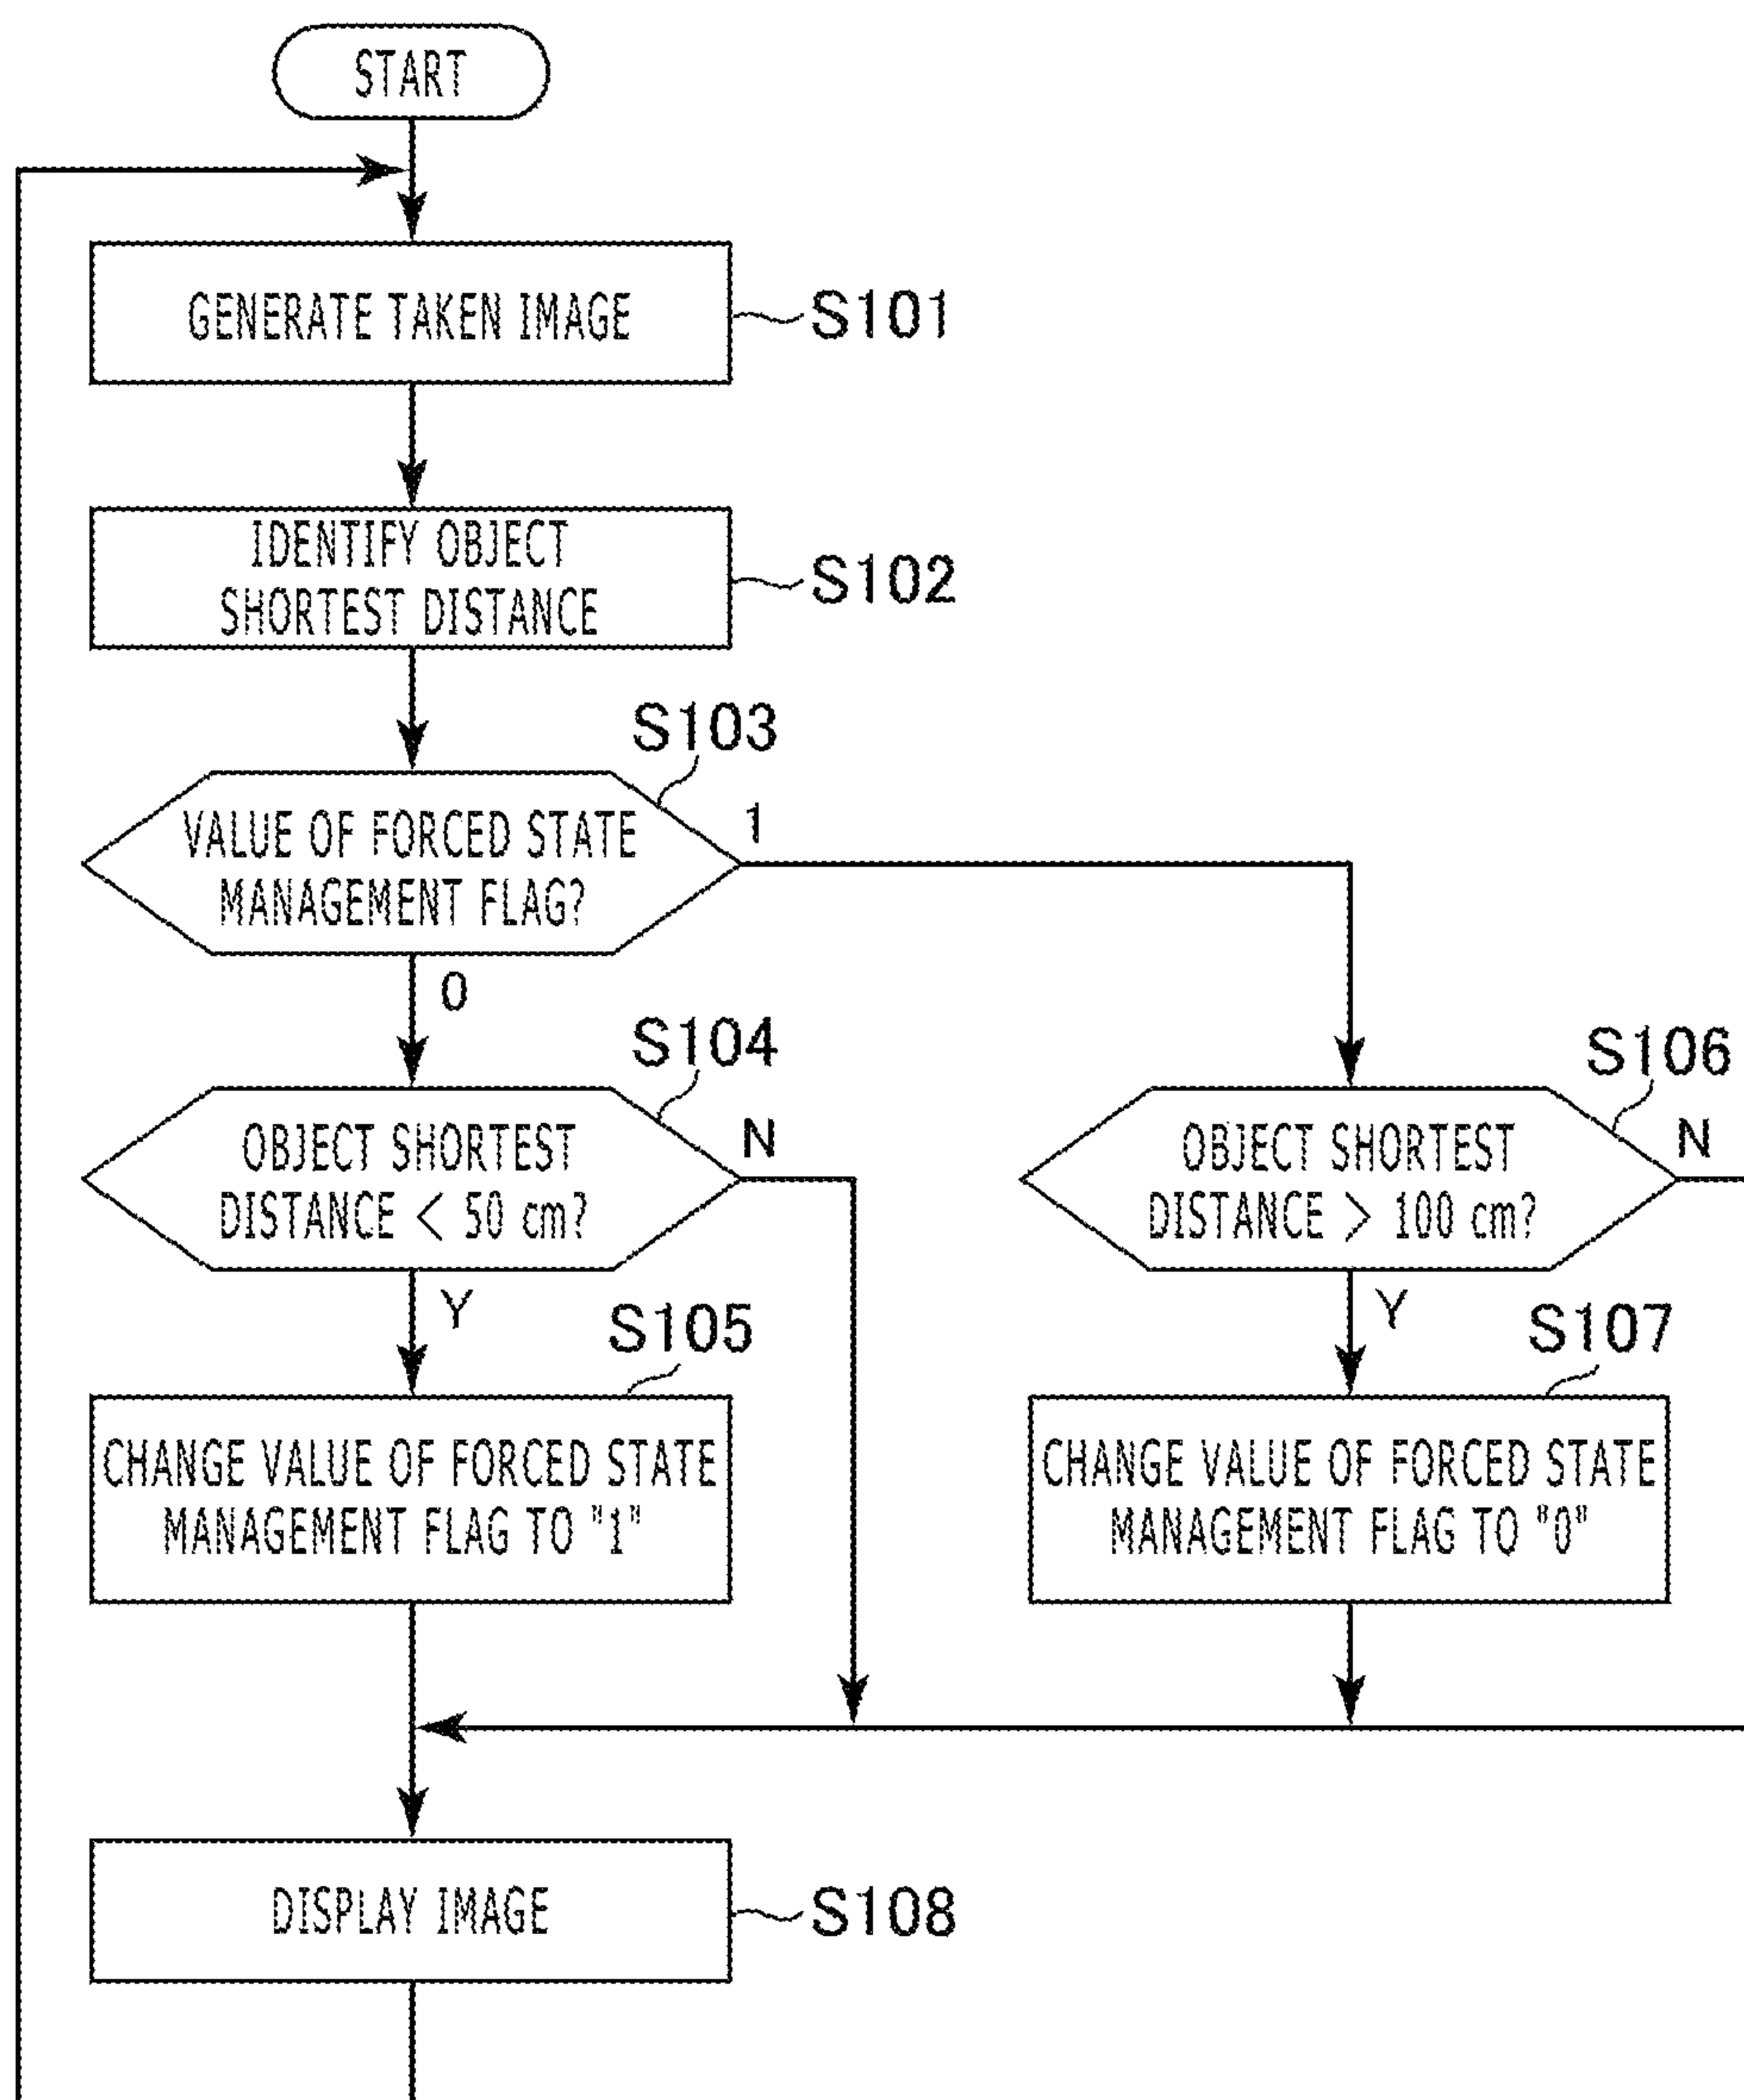 START
GENERATE TAKEN IMAGE
S101
IDENTIFY OBJECT
SHORTEST DISTANCE
S102
S103
VALUE OF FORCED STATE
MANAGEMENT FLAG?
1
0
S104
OBJECT SHORTEST
DISTANCE < 50 cm?
N
Y
S106
OBJECT SHORTEST
DISTANCE > 100 cm?
N
Y
S105
CHANGE VALUE OF FORCED STATE
MANAGEMENT FLAG TO "1"
S107
CHANGE VALUE OF FORCED STATE
MANAGEMENT FLAG TO "0"
DISPLAY IMAGE
S108